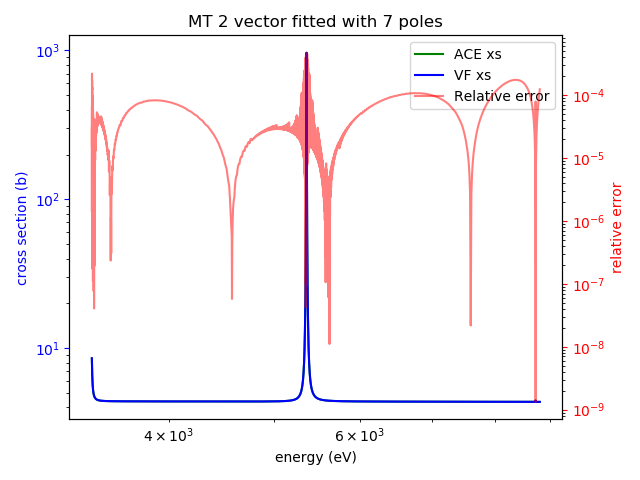 MT 2 vector fitted with 7 poles
ACE xs
VF xs
Relative error
cross section (b)
10³
10²
10¹
relative error
10⁻⁴
10⁻⁵
10⁻⁶
10⁻⁷
10⁻⁸
10⁻⁹
4 × 10³
6 × 10³
energy (eV)